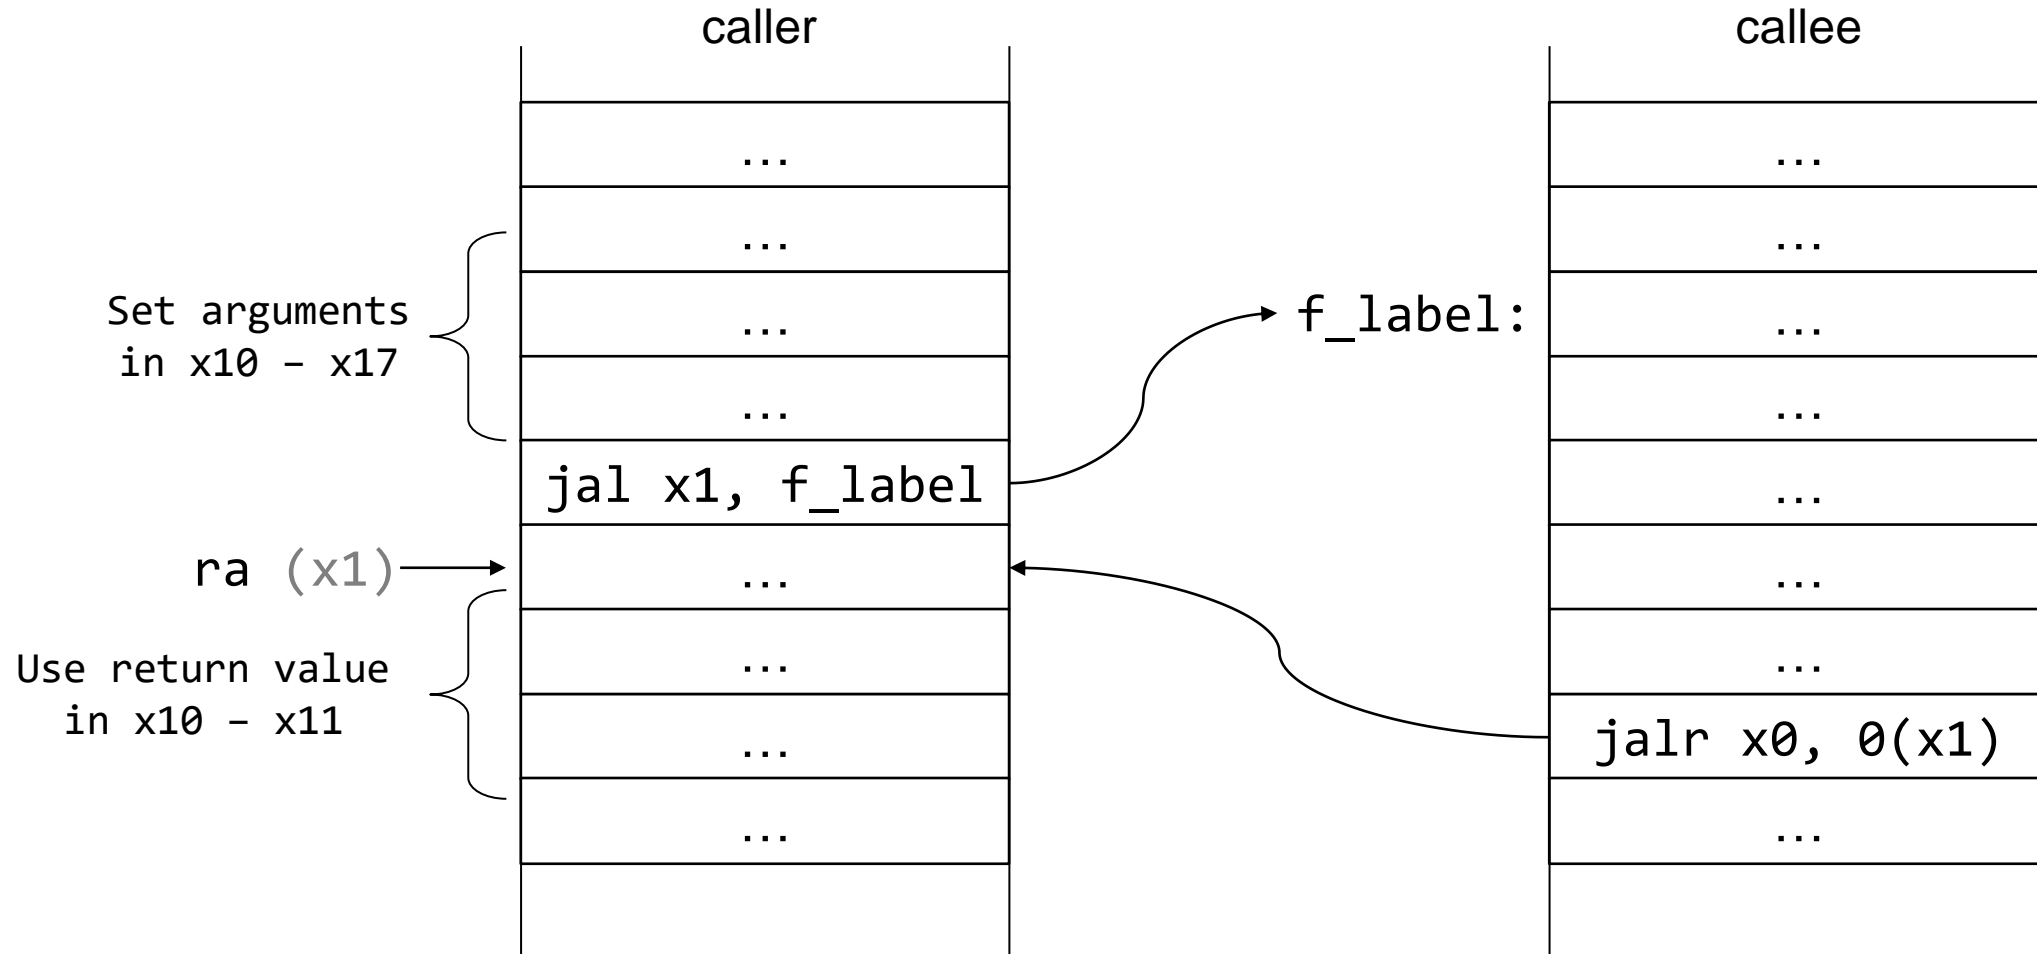 caller
callee
...
...
...
...
jal x1, f_label
...
...
...
...
Set arguments
in x10 – x17
ra (x1)
Use return value
in x10 – x11
f_label:
...
...
...
...
...
...
...
jalr x0, 0(x1)
...